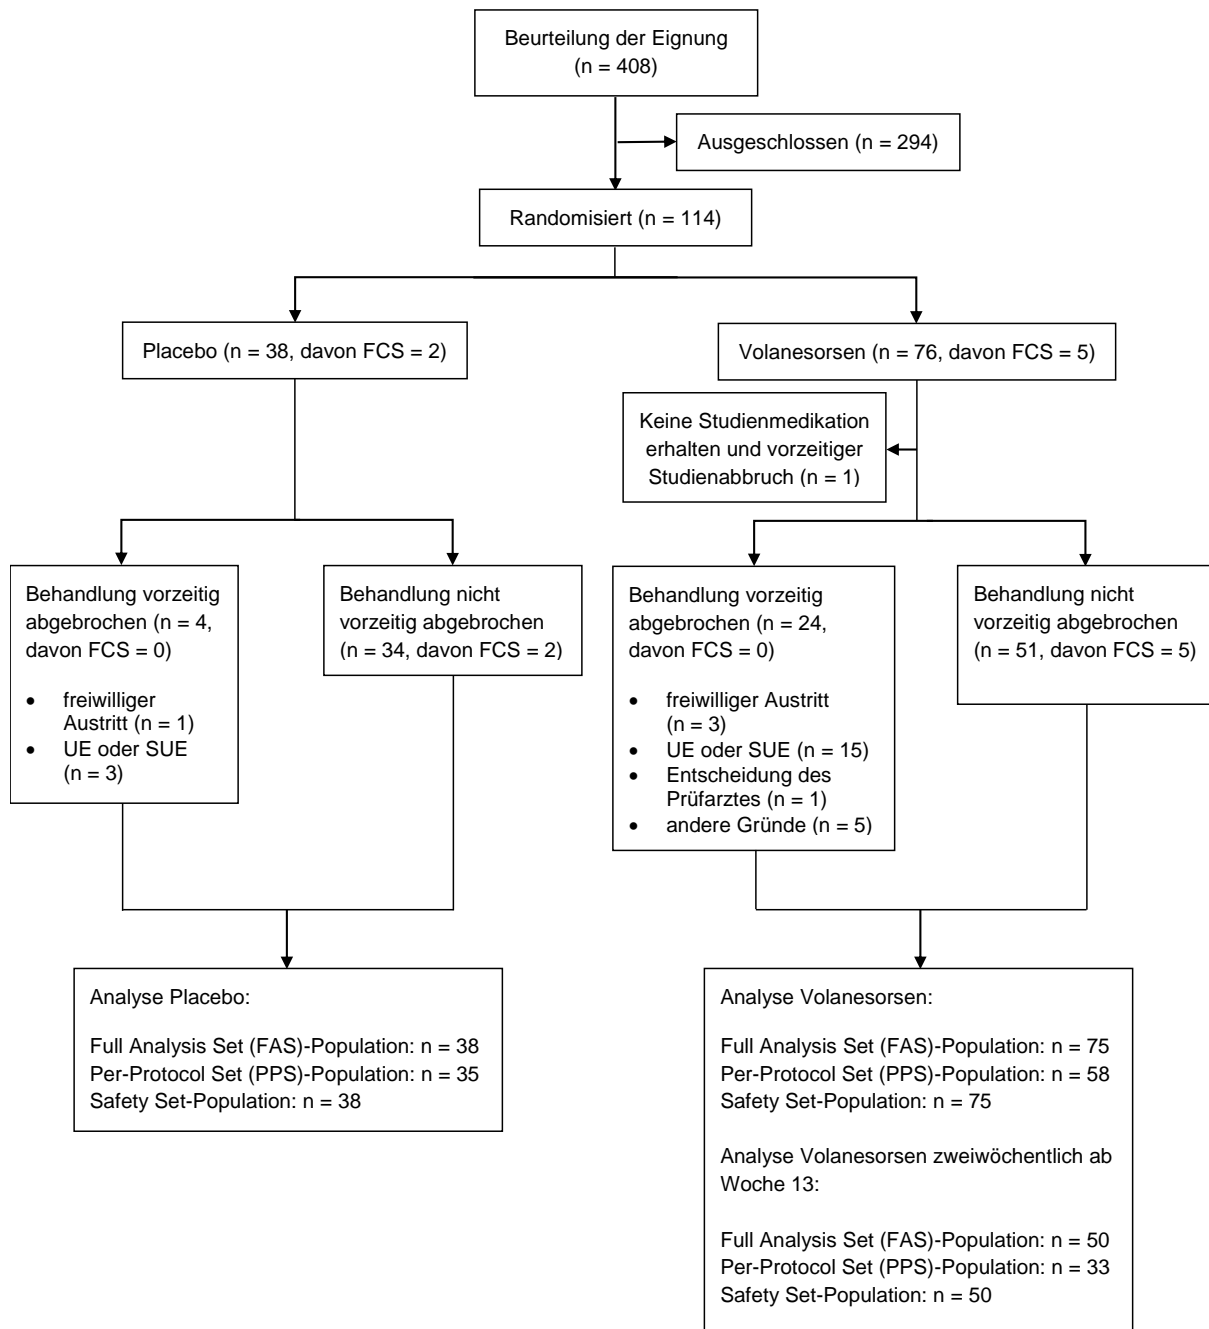 Beurteilung der Eignung
(n = 408)
Ausgeschlossen (n = 294)
Randomisiert (n = 114)
Placebo (n = 38, davon FCS = 2)
Volanesorsen (n = 76, davon FCS = 5)
Keine Studienmedikation
erhalten und vorzeitiger
Studienabbruch (n = 1)
Behandlung vorzeitig
abgebrochen (n = 4,
davon FCS = 0)
• freiwilliger
Austritt (n = 1)
• UE oder SUE
(n = 3)
Behandlung nicht
vorzeitig abgebrochen
(n = 34, davon FCS = 2)
Behandlung vorzeitig
abgebrochen (n = 24,
davon FCS = 0)
• freiwilliger Austritt
(n = 3)
• UE oder SUE (n = 15)
• Entscheidung des
Prüfarztes (n = 1)
• andere Gründe (n = 5)
Behandlung nicht
vorzeitig abgebrochen
(n = 51, davon FCS = 5)
Analyse Placebo:
Full Analysis Set (FAS)-Population: n = 38
Per-Protocol Set (PPS)-Population: n = 35
Safety Set-Population: n = 38
Analyse Volanesorsen:
Full Analysis Set (FAS)-Population: n = 75
Per-Protocol Set (PPS)-Population: n = 58
Safety Set-Population: n = 75
Analyse Volanesorsen zweiwöchentlich ab
Woche 13:
Full Analysis Set (FAS)-Population: n = 50
Per-Protocol Set (PPS)-Population: n = 33
Safety Set-Population: n = 50